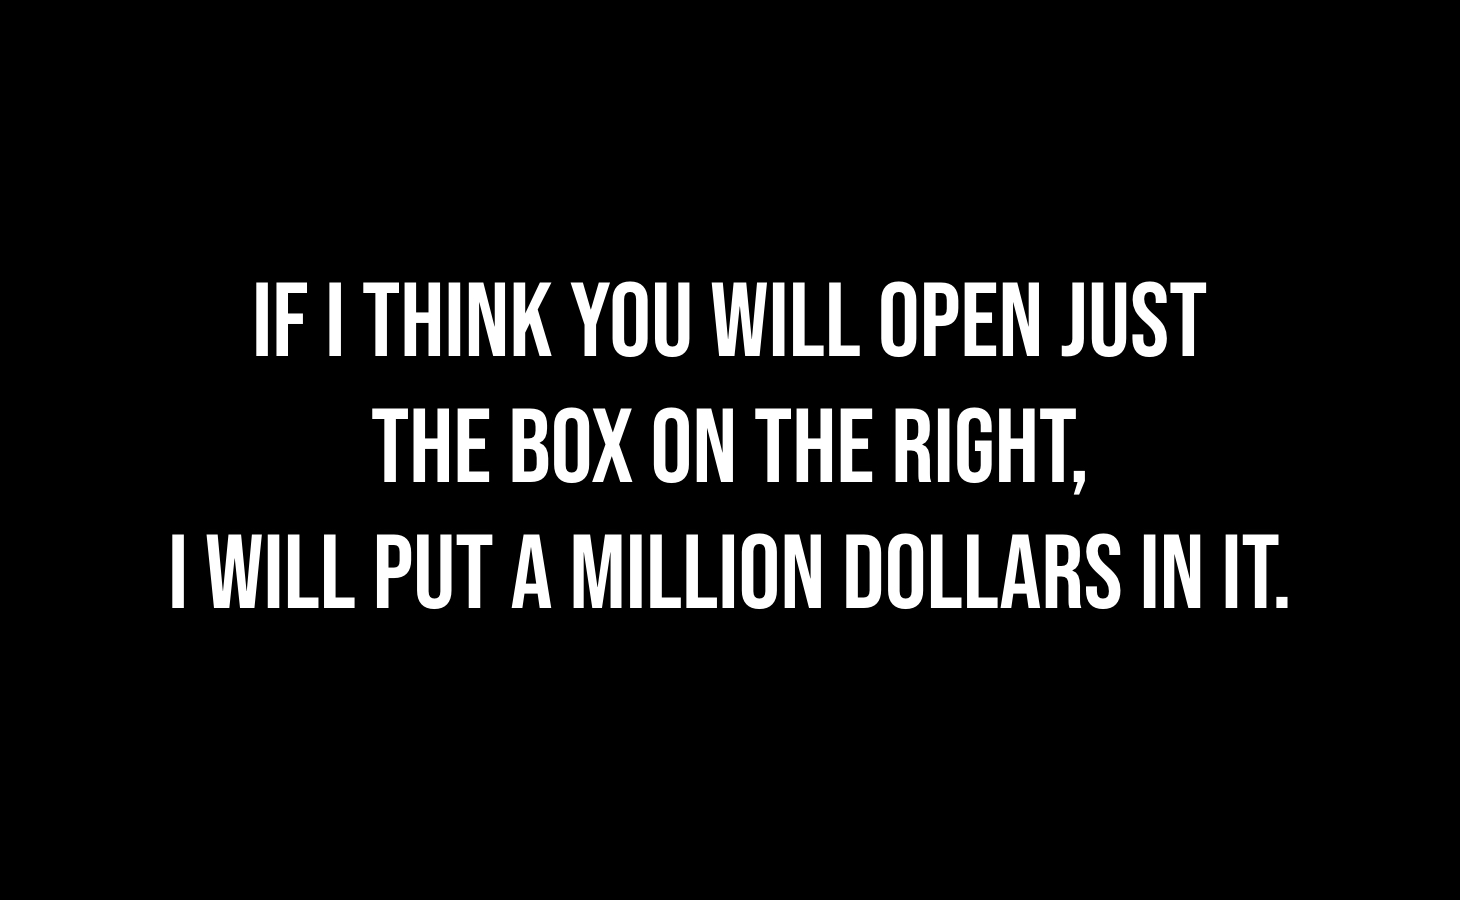 IF I THINK YOU WILL OPEN JUST
THE BOX ON THE RIGHT,
I WILL PUT A MILLION DOLLARS IN IT.